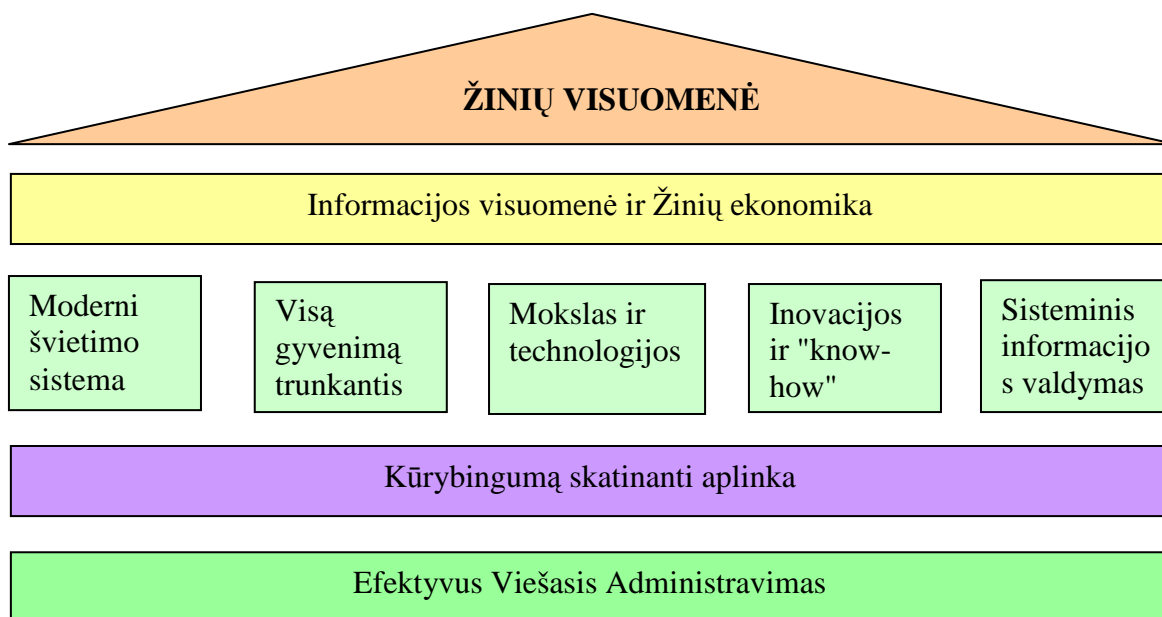 ŽINIŲ VISUOMENĖ
Informacijos visuomenė ir Žinių ekonomika
Moderni
švietimo
sistema
Visą
gyvenimą
trunkantis
Mokslas ir
technologijos
Inovacijos
ir "know-
how"
Sisteminis
informacijo
s valdymas
Kūrybingumą skatinanti aplinka
Efektyvus Viešasis Administravimas